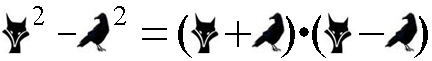 🐺² − 🐦‍⬛² = (🐺+🐦‍⬛)•(🐺−🐦‍⬛)